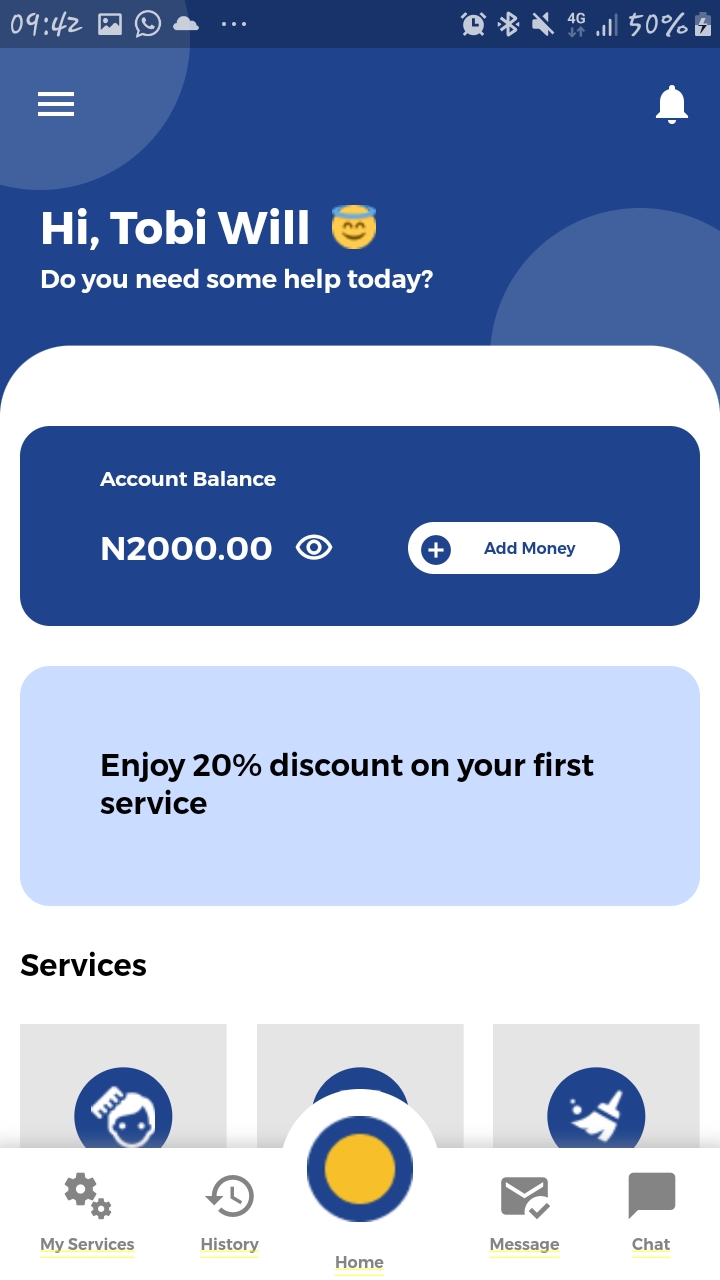 09:42
4G
50%
Hi, Tobi Will 😇
Do you need some help today?
Account Balance
N2000.00
Add Money
Enjoy 20% discount on your first
service
Services
My Services
History
Home
Message
Chat